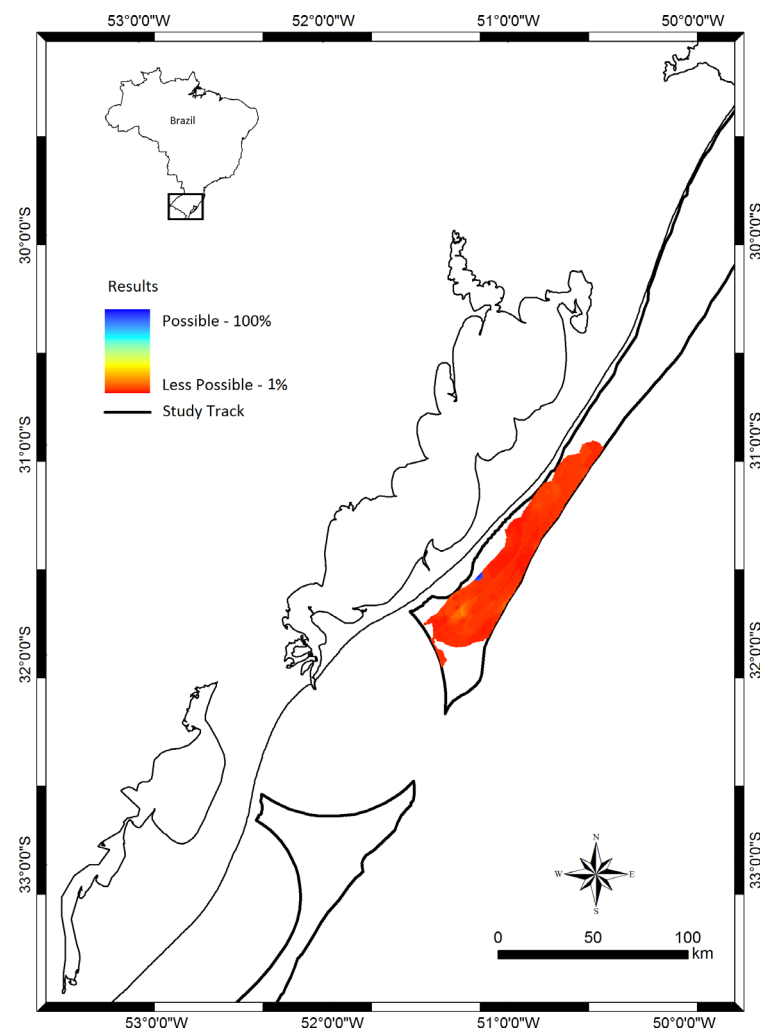 53°0'0"W 52°0'0"W 51°0'0"W 50°0'0"W
Brazil
30°0'0"S 30°0'0"S
Results
Possible - 100%
Less Possible - 1%
Study Track
31°0'0"S 31°0'0"S
32°0'0"S 32°0'0"S
33°0'0"S 33°0'0"S
N
W E
S
0 50 100
km
53°0'0"W 52°0'0"W 51°0'0"W 50°0'0"W